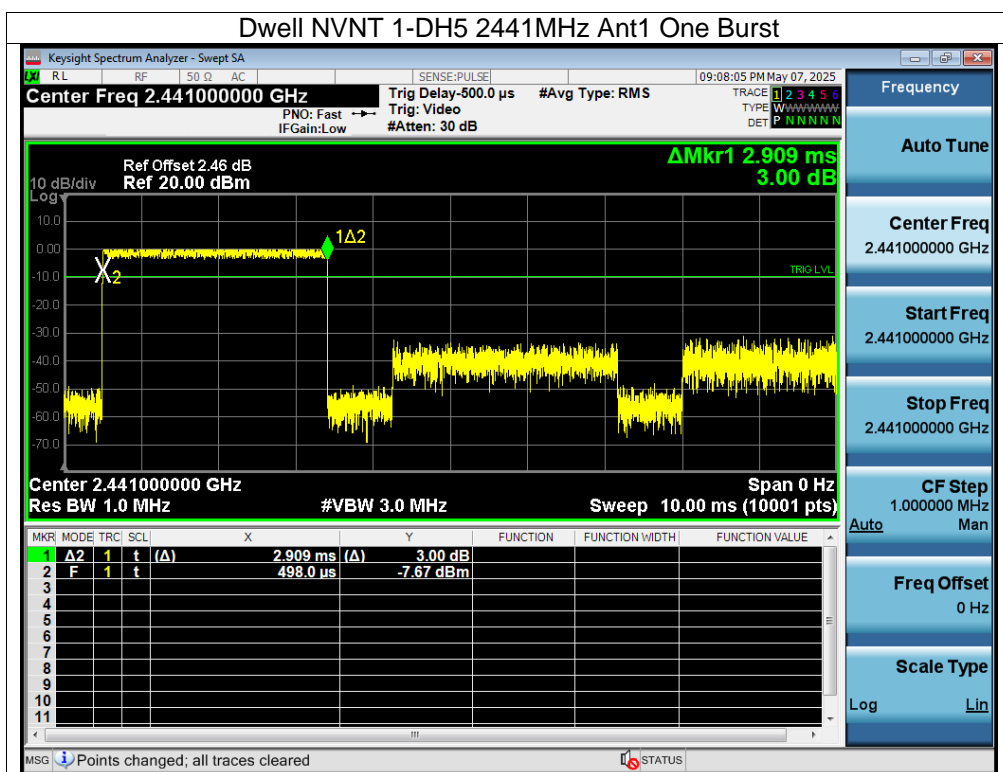 Dwell NVNT 1-DH5 2441MHz Ant1 One Burst
Keysight Spectrum Analyzer - Swept SA
LXI RL RF 50 Ω AC SENSE:PULSE 09:08:05 PM May 07, 2025
Center Freq 2.441000000 GHz Trig Delay-500.0 µs #Avg Type: RMS TRACE 1 2 3 4 5 6
PNO: Fast Trig: Video TYPE WWWWWWW
IFGain:Low #Atten: 30 dB DET P N N N N N
ΔMkr1 2.909 ms
3.00 dB
Ref Offset 2.46 dB
10 dB/div Ref 20.00 dBm
Log
10.0
0.00
-10.0
-20.0
-30.0
-40.0
-50.0
-60.0
-70.0
1Δ2
2
TRIG LVL
Center 2.441000000 GHz Span 0 Hz
Res BW 1.0 MHz #VBW 3.0 MHz Sweep 10.00 ms (10001 pts)
MKR MODE TRC SCL X Y FUNCTION FUNCTION WIDTH FUNCTION VALUE
1 Δ2 1 t (Δ) 2.909 ms (Δ) 3.00 dB
2 F 1 t 498.0 µs -7.67 dBm
3
4
5
6
7
8
9
10
11
MSG Points changed; all traces cleared STATUS
Frequency
Auto Tune
Center Freq
2.441000000 GHz
Start Freq
2.441000000 GHz
Stop Freq
2.441000000 GHz
CF Step
1.000000 MHz
Auto Man
Freq Offset
0 Hz
Scale Type
Log Lin